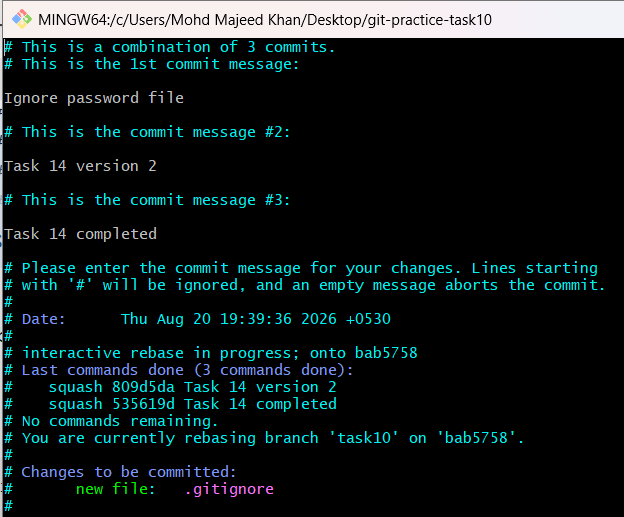 MINGW64:/c/Users/Mohd Majeed Khan/Desktop/git-practice-task10
# This is a combination of 3 commits.
# This is the 1st commit message:
Ignore password file
# This is the commit message #2:
Task 14 version 2
# This is the commit message #3:
Task 14 completed
# Please enter the commit message for your changes. Lines starting
# with '#' will be ignored, and an empty message aborts the commit.
#
# Date:      Thu Aug 20 19:39:36 2026 +0530
#
# interactive rebase in progress; onto bab5758
# Last commands done (3 commands done):
#    squash 809d5da Task 14 version 2
#    squash 535619d Task 14 completed
# No commands remaining.
# You are currently rebasing branch 'task10' on 'bab5758'.
#
# Changes to be committed:
#       new file:   .gitignore
#